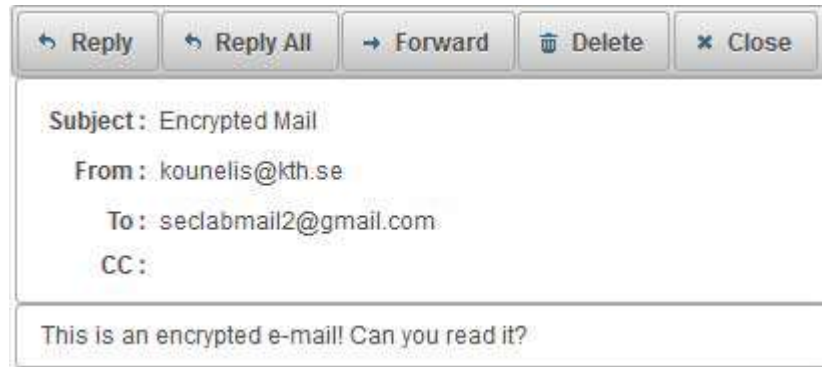 Reply Reply All Forward Delete Close
Subject : Encrypted Mail
From : kounelis@kth.se
To : seclabmail2@gmail.com
CC :
This is an encrypted e-mail! Can you read it?